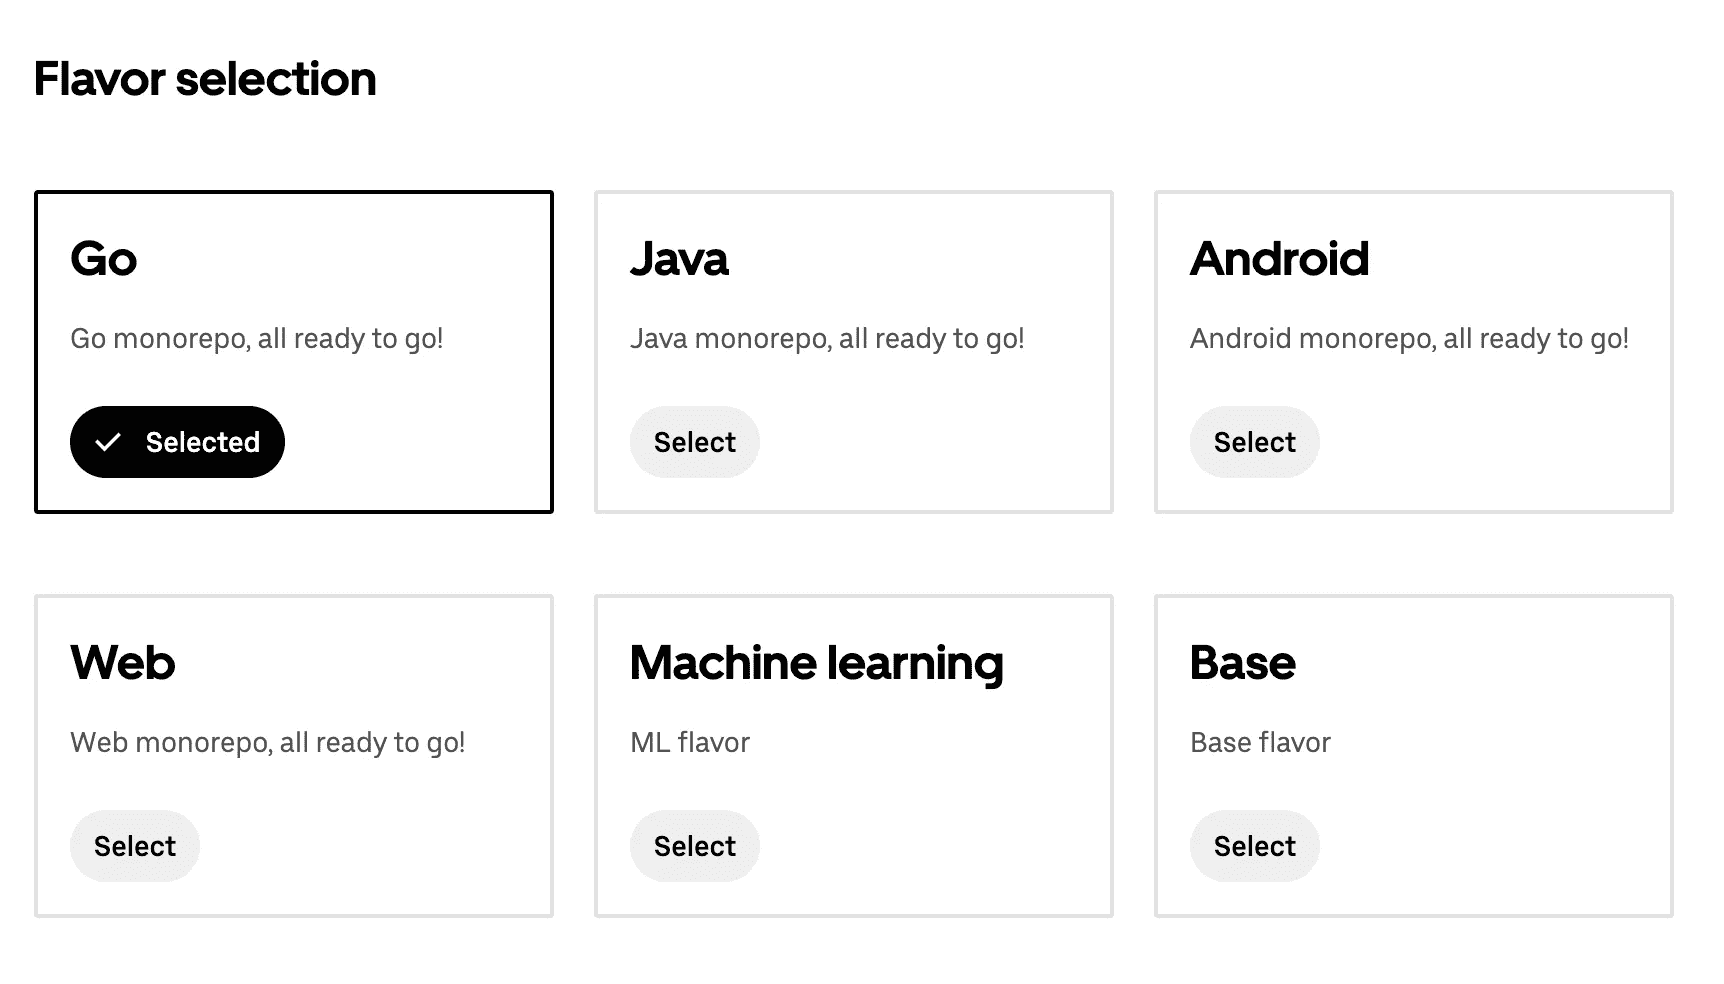 Flavor selection
Go
Go monorepo, all ready to go!
Selected
Java
Java monorepo, all ready to go!
Select
Android
Android monorepo, all ready to go!
Select
Web
Web monorepo, all ready to go!
Select
Machine learning
ML flavor
Select
Base
Base flavor
Select